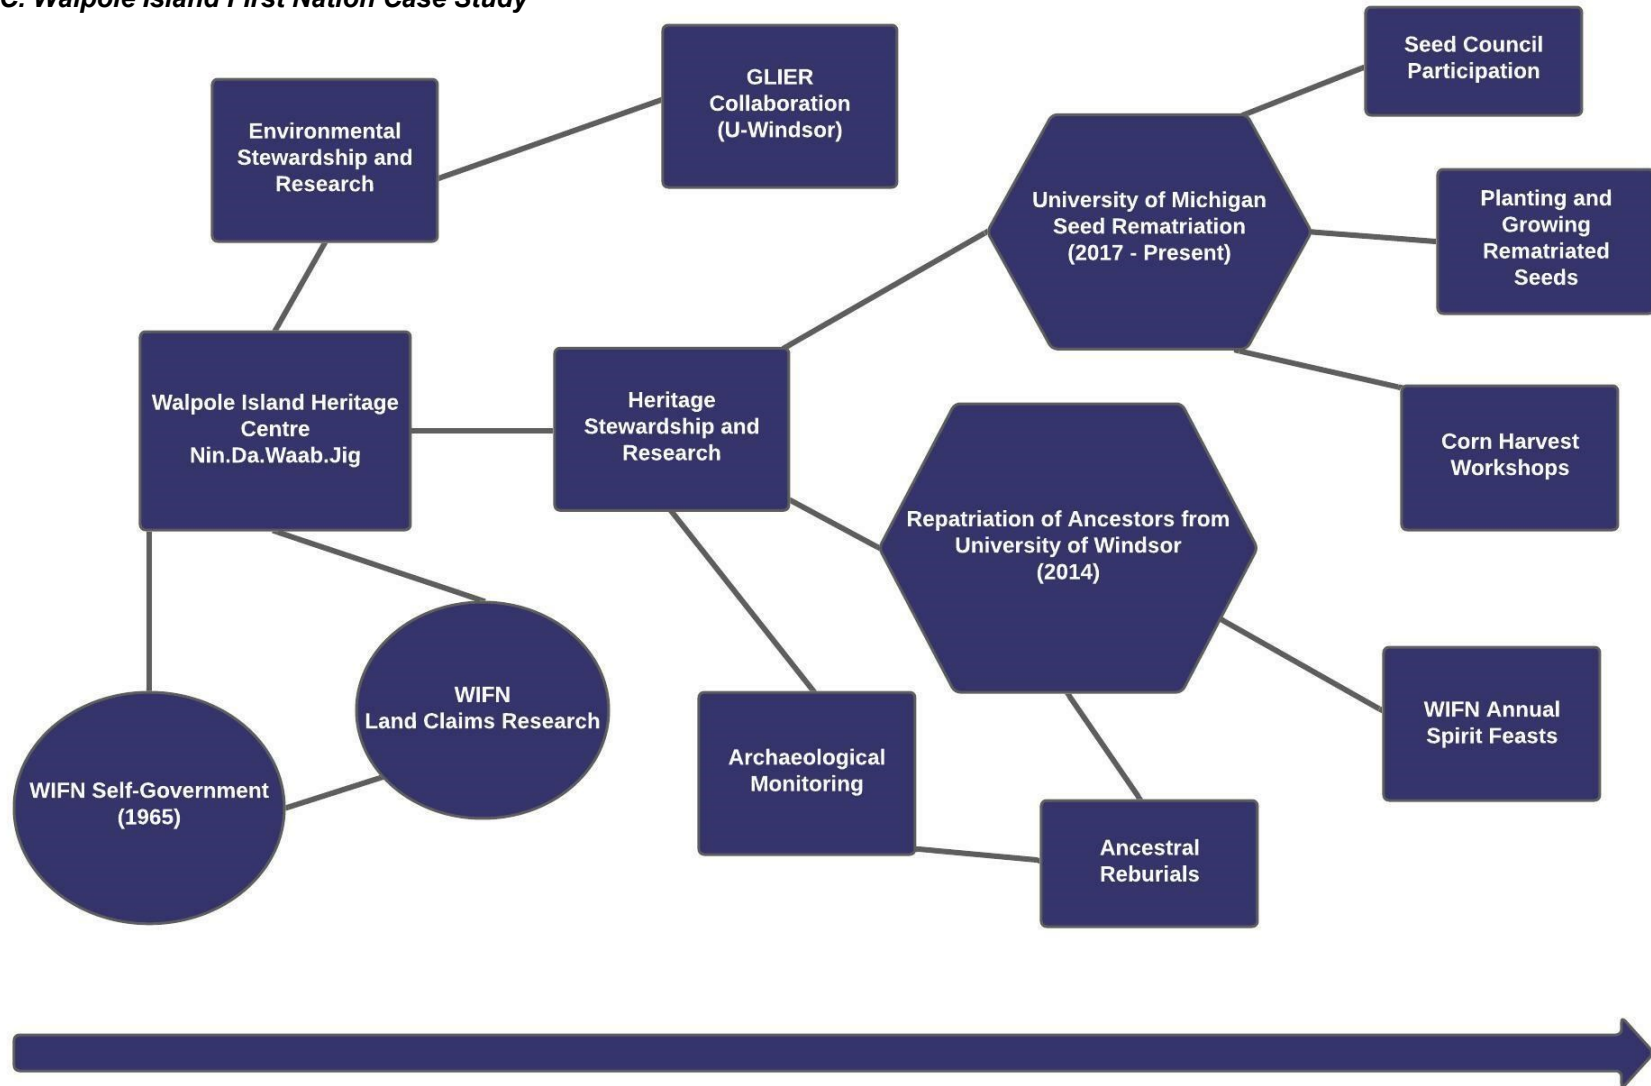 C. Walpole Island First Nation Case Study
Environmental
Stewardship and
Research
GLIER
Collaboration
(U-Windsor)
Seed Council
Participation
University of Michigan
Seed Rematriation
(2017 - Present)
Planting and
Growing
Rematriated
Seeds
Walpole Island Heritage
Centre
Nin.Da.Waab.Jig
Heritage
Stewardship and
Research
Corn Harvest
Workshops
Repatriation of Ancestors from
University of Windsor
(2014)
WIFN
Land Claims Research
WIFN Self-Government
(1965)
Archaeological
Monitoring
WIFN Annual
Spirit Feasts
Ancestral
Reburials